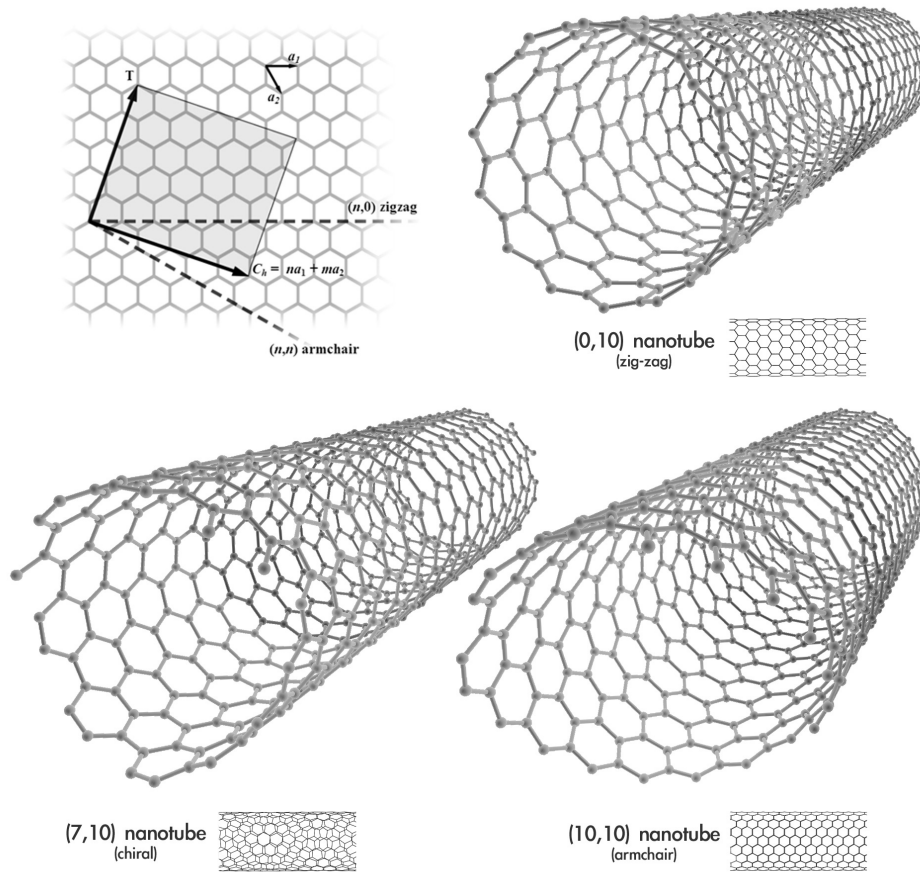 T
a₁
a₂
(n,0) zigzag
Cₕ = na₁ + ma₂
(n,n) armchair
(0,10) nanotube
(zig-zag)
(7,10) nanotube
(chiral)
(10,10) nanotube
(armchair)